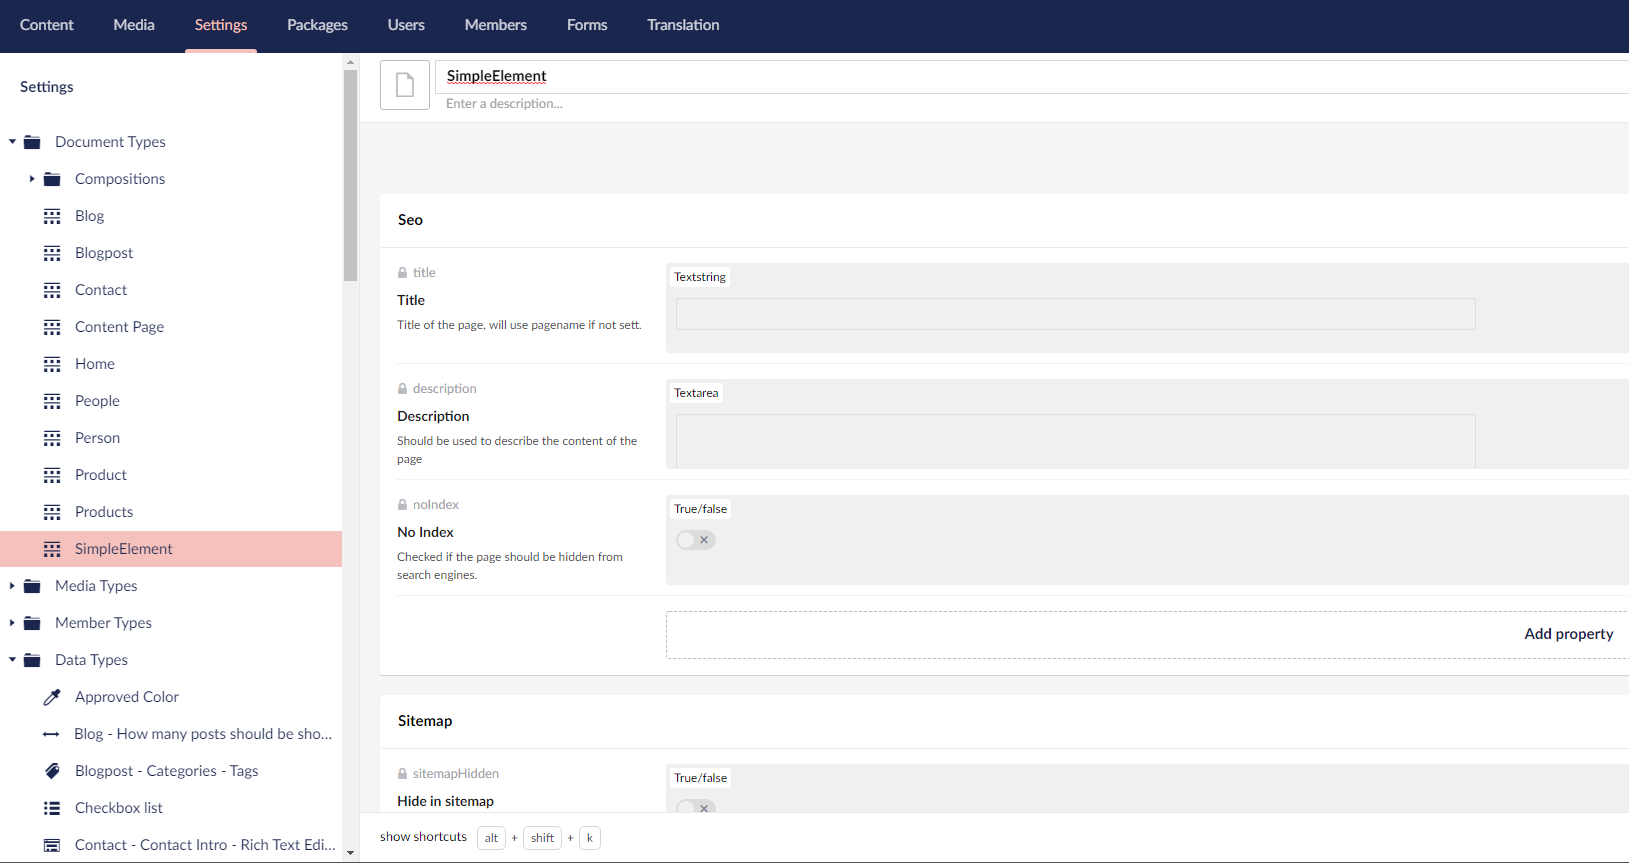 Content Media Settings Packages Users Members Forms Translation
Settings
Document Types
Compositions
Blog
Blogpost
Contact
Content Page
Home
People
Person
Product
Products
SimpleElement
Media Types
Member Types
Data Types
Approved Color
Blog - How many posts should be sho...
Blogpost - Categories - Tags
Checkbox list
Contact - Contact Intro - Rich Text Edi...
SimpleElement
Enter a description...
Seo
title
Title
Title of the page, will use pagename if not sett.
Textstring
description
Description
Should be used to describe the content of the
page
Textarea
noIndex
No Index
Checked if the page should be hidden from
search engines.
True/false
Add property
Sitemap
sitemapHidden
Hide in sitemap
True/false
show shortcuts alt + shift + k